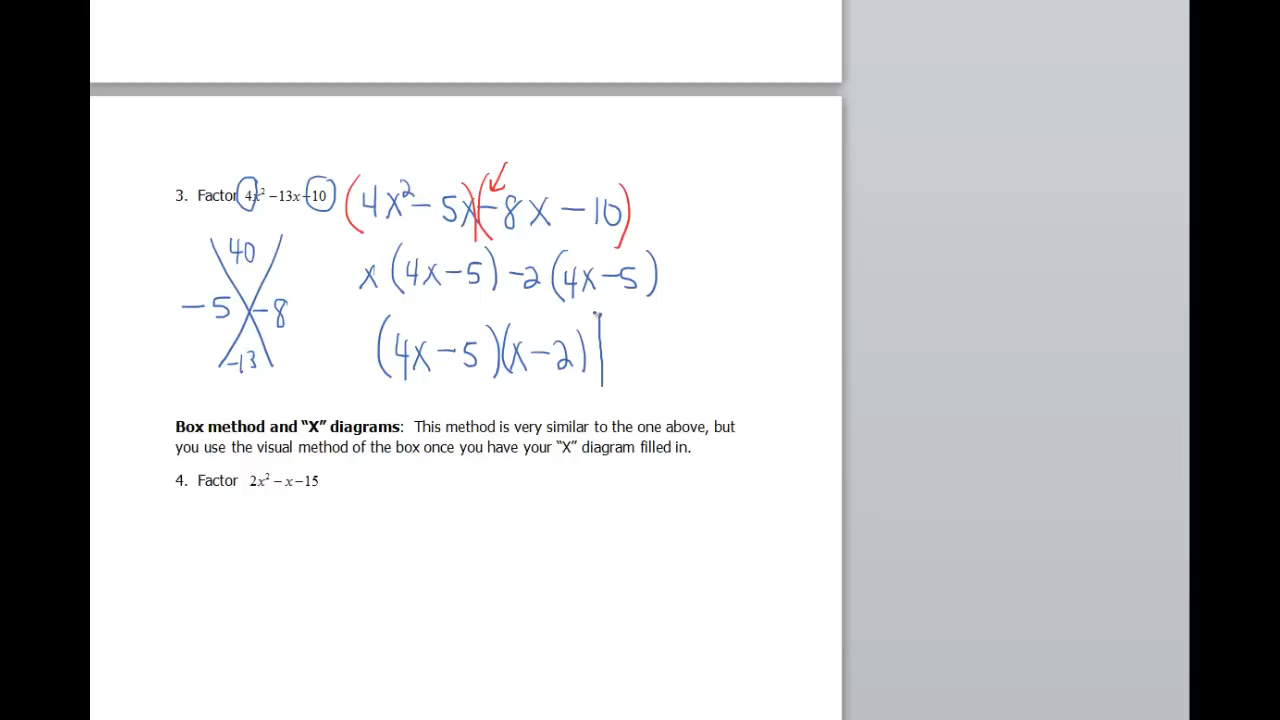 3. Factor 4x² −13x+10 (4x² − 5x)(− 8x − 10)
40
x(4x − 5) −2(4x − 5)
− 5 − 8
(4x − 5)(x − 2)
−13
Box method and “X” diagrams: This method is very similar to the one above, but
you use the visual method of the box once you have your “X” diagram filled in.
4. Factor 2x² − x −15